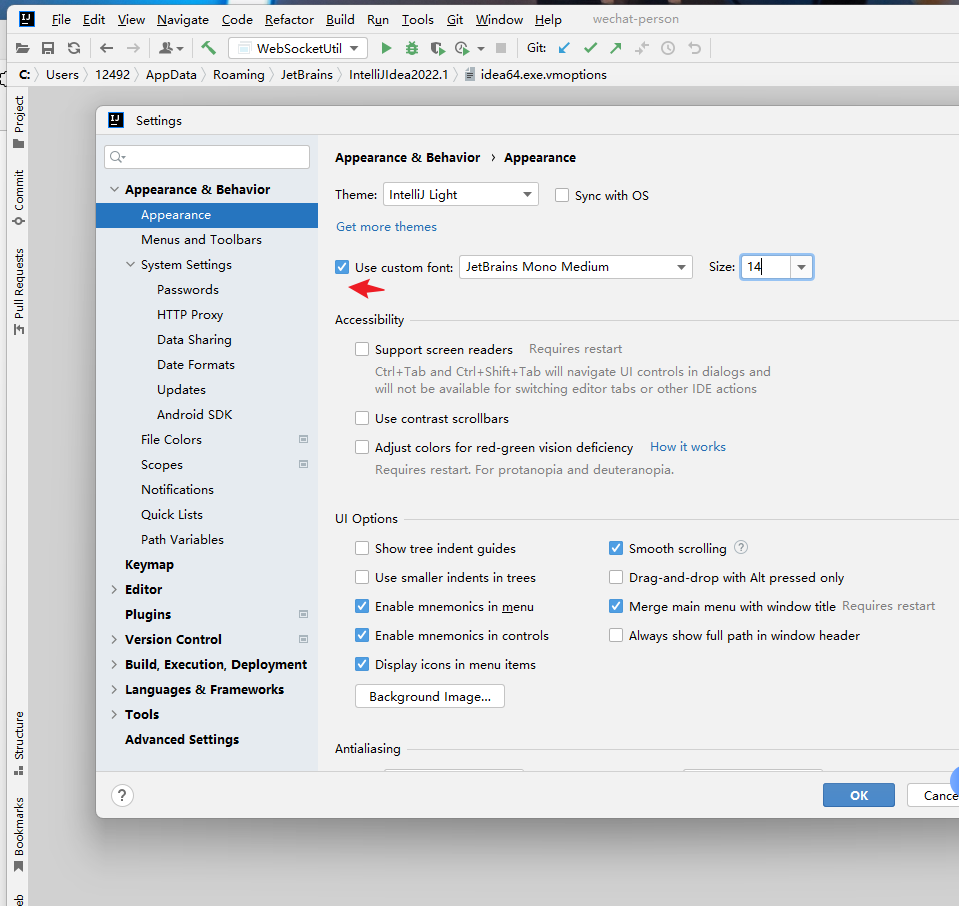 File Edit View Navigate Code Refactor Build Run Tools Git Window Help wechat-person
WebSocketUtil Git:
C: Users 12492 AppData Roaming JetBrains IntelliJIdea2022.1 idea64.exe.vmoptions
Project
Commit
Pull Requests
Structure
Bookmarks
eb
Settings
Appearance & Behavior
Appearance
Menus and Toolbars
System Settings
Passwords
HTTP Proxy
Data Sharing
Date Formats
Updates
Android SDK
File Colors
Scopes
Notifications
Quick Lists
Path Variables
Keymap
Editor
Plugins
Version Control
Build, Execution, Deployment
Languages & Frameworks
Tools
Advanced Settings
Appearance & Behavior › Appearance
Theme: IntelliJ Light Sync with OS
Get more themes
Use custom font: JetBrains Mono Medium Size: 14
Accessibility
Support screen readers Requires restart
Ctrl+Tab and Ctrl+Shift+Tab will navigate UI controls in dialogs and
will not be available for switching editor tabs or other IDE actions
Use contrast scrollbars
Adjust colors for red-green vision deficiency How it works
Requires restart. For protanopia and deuteranopia.
UI Options
Show tree indent guides Smooth scrolling ?
Use smaller indents in trees Drag-and-drop with Alt pressed only
Enable mnemonics in menu Merge main menu with window title Requires restart
Enable mnemonics in controls Always show full path in window header
Display icons in menu items
Background Image...
Antialiasing
? OK Cance